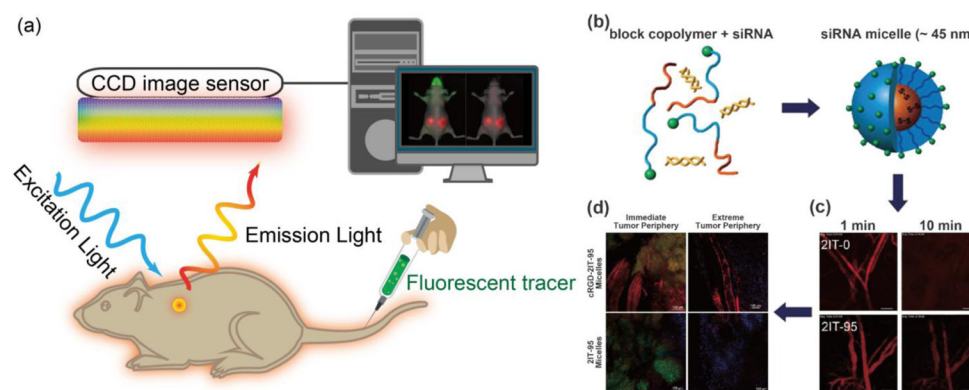 (a)
CCD image sensor
Excitation Light
Emission Light
Fluorescent tracer
(b)
block copolymer + siRNA
siRNA micelle (~ 45 nm
S-S
(c)
1 min
10 min
2IT-0
2IT-95
(d)
Immediate
Tumor Periphery
Extreme
Tumor Periphery
cRGD-2IT-95
Micelles
2IT-95
Micelles